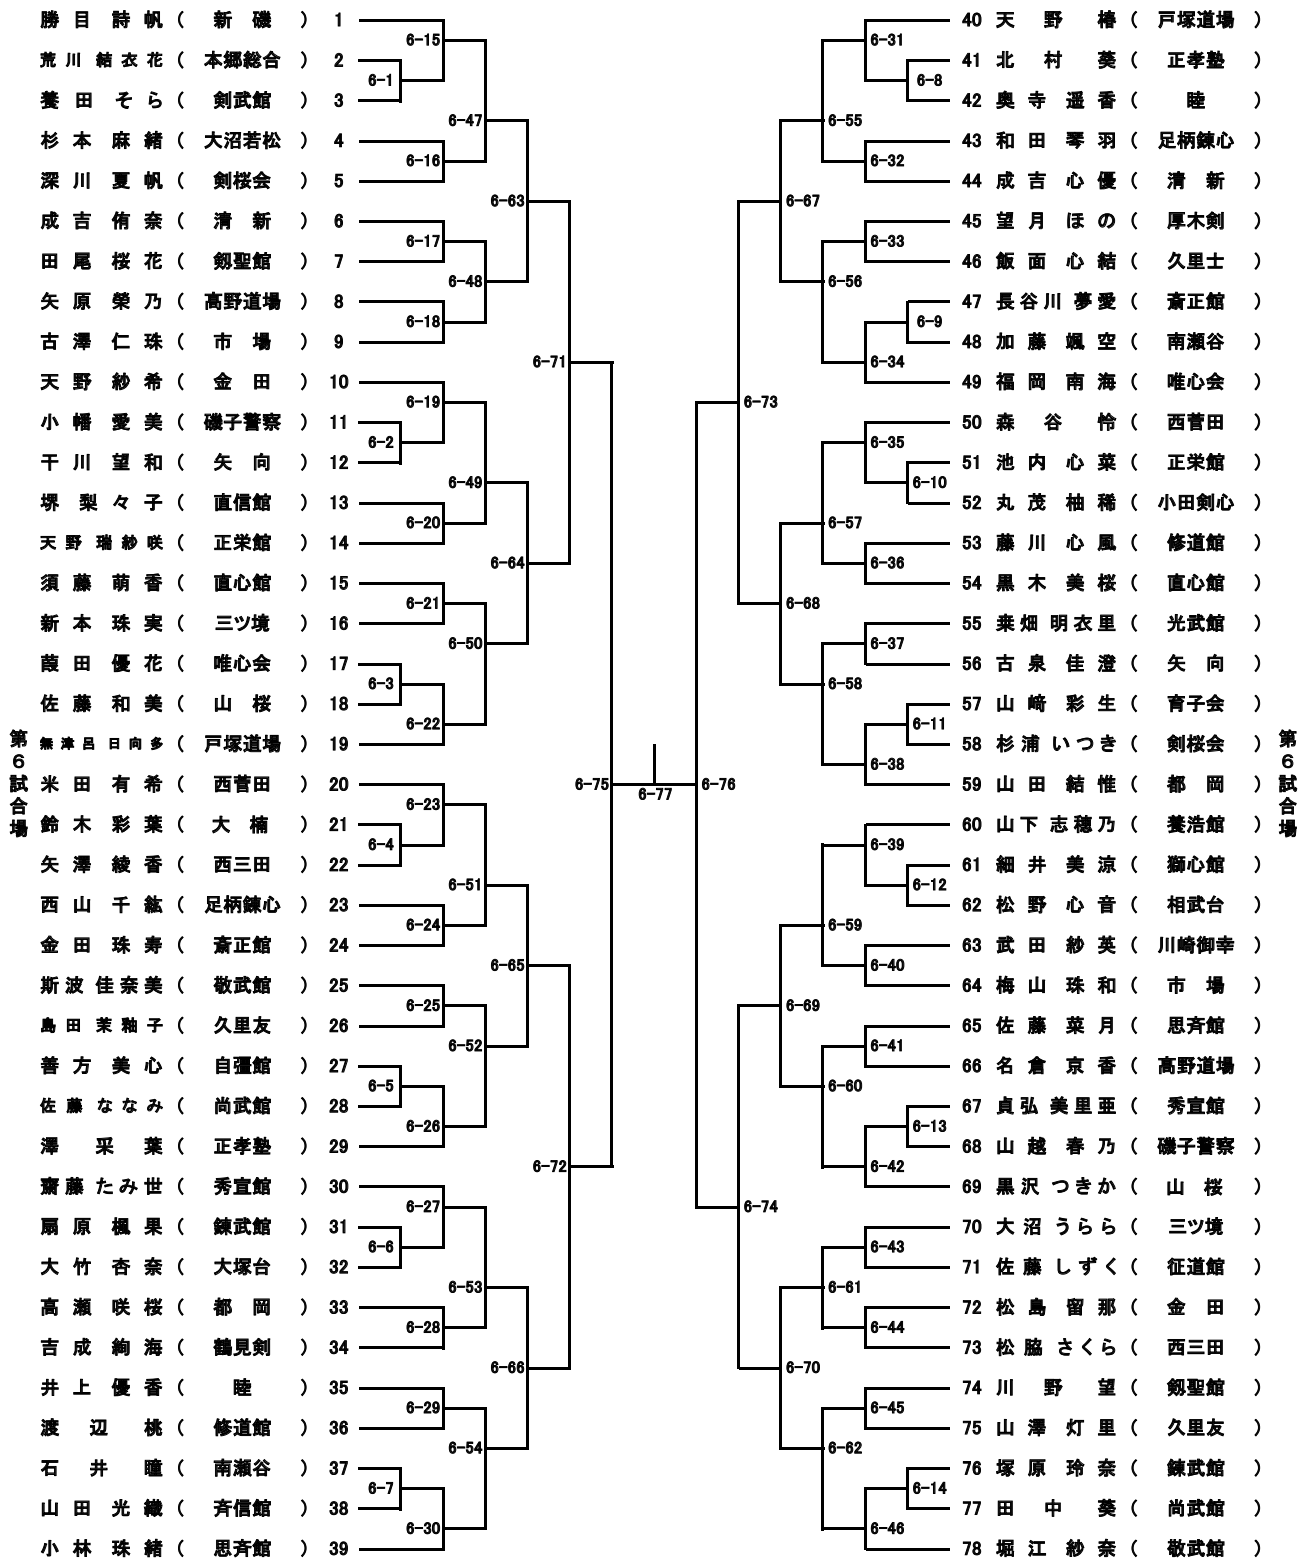 第6試合場
勝目詩帆（新磯）1
荒川結衣花（本郷総合）2
養田そら（剣武館）3
杉本麻緒（大沼若松）4
深川夏帆（剣桜会）5
成吉侑奈（清新）6
田尾桜花（剱聖館）7
矢原榮乃（高野道場）8
古澤仁珠（市場）9
天野紗希（金田）10
小幡愛美（磯子警察）11
干川望和（矢向）12
堺梨々子（直信館）13
天野瑞紗咲（正栄館）14
須藤萌香（直心館）15
新本珠実（三ツ境）16
葭田優花（唯心会）17
佐藤和美（山桜）18
無津呂日向多（戸塚道場）19
米田有希（西菅田）20
鈴木彩葉（大楠）21
矢澤綾香（西三田）22
西山千紘（足柄錬心）23
金田珠寿（斎正館）24
斯波佳奈美（敬武館）25
島田茉釉子（久里友）26
善方美心（自彊館）27
佐藤ななみ（尚武館）28
澤采葉（正孝塾）29
齋藤たみ世（秀宣館）30
扇原楓果（錬武館）31
大竹杏奈（大塚台）32
高瀬咲桜（都岡）33
吉成絢海（鶴見剣）34
井上優香（睦）35
渡辺桃（修道館）36
石井瞳（南瀬谷）37
山田光織（斉信館）38
小林珠緒（思斉館）39
6-1
6-2
6-3
6-4
6-5
6-6
6-7
6-15
6-16
6-17
6-18
6-19
6-20
6-21
6-22
6-23
6-24
6-25
6-26
6-27
6-28
6-29
6-30
6-47
6-48
6-49
6-50
6-51
6-52
6-53
6-54
6-63
6-64
6-65
6-66
6-71
6-72
6-75
6-77
6-76
6-73
6-74
6-67
6-68
6-69
6-70
6-55
6-56
6-57
6-58
6-59
6-60
6-61
6-62
6-31
6-32
6-33
6-34
6-35
6-36
6-37
6-38
6-39
6-40
6-41
6-42
6-43
6-44
6-45
6-46
6-8
6-9
6-10
6-11
6-12
6-13
6-14
40 天野椿（戸塚道場）
41 北村葵（正孝塾）
42 奥寺遥香（睦）
43 和田琴羽（足柄錬心）
44 成吉心優（清新）
45 望月ほの（厚木剣）
46 飯面心結（久里士）
47 長谷川夢愛（斎正館）
48 加藤颯空（南瀬谷）
49 福岡南海（唯心会）
50 森谷怜（西菅田）
51 池内心菜（正栄館）
52 丸茂柚稀（小田剣心）
53 藤川心風（修道館）
54 黒木美桜（直心館）
55 桒畑明衣里（光武館）
56 古泉佳澄（矢向）
57 山﨑彩生（育子会）
58 杉浦いつき（剣桜会）
59 山田結惟（都岡）
60 山下志穂乃（養浩館）
61 細井美涼（獅心館）
62 松野心音（相武台）
63 武田紗英（川崎御幸）
64 梅山珠和（市場）
65 佐藤菜月（思斉館）
66 名倉京香（高野道場）
67 貞弘美里亜（秀宣館）
68 山越春乃（磯子警察）
69 黒沢つきか（山桜）
70 大沼うらら（三ツ境）
71 佐藤しずく（征道館）
72 松島留那（金田）
73 松脇さくら（西三田）
74 川野望（剱聖館）
75 山澤灯里（久里友）
76 塚原玲奈（錬武館）
77 田中葵（尚武館）
78 堀江紗奈（敬武館）
第6試合場